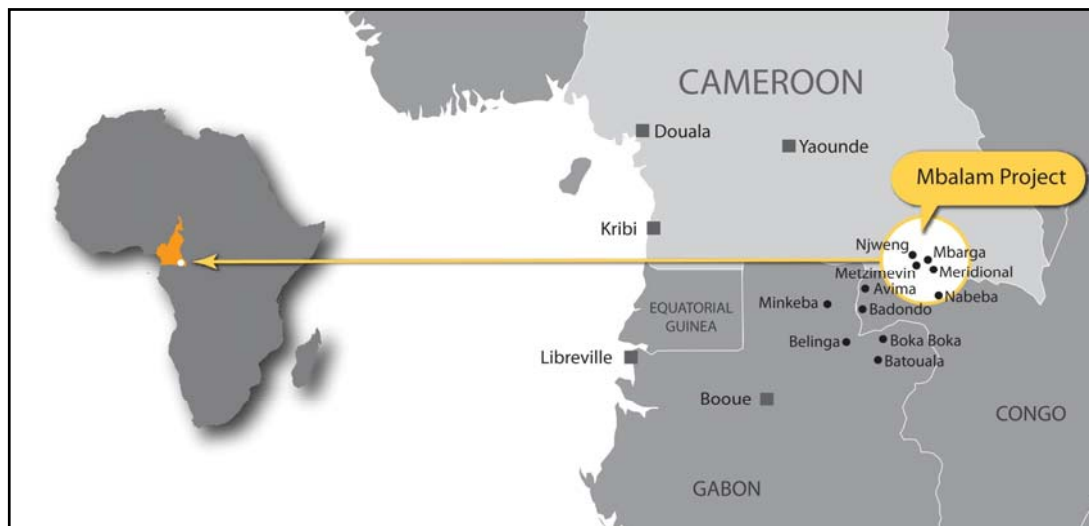 CAMEROON
Douala
Yaounde
Mbalam Project
Kribi
Njweng
Mbarga
Metzimevin
Meridional
Avima
Nabeba
Minkeba
EQUATORIAL
GUINEA
Badondo
Belinga
Boka Boka
Libreville
Batouala
Booue
CONGO
GABON